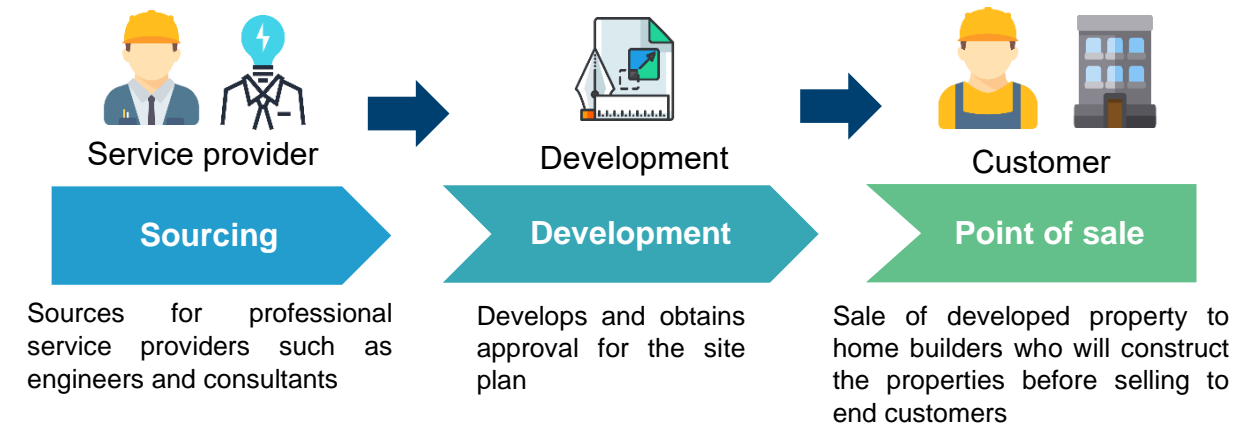 Service provider
Development
Customer
Sourcing
Development
Point of sale
Sources for professional
service providers such as
engineers and consultants
Develops and obtains
approval for the site
plan
Sale of developed property to
home builders who will construct
the properties before selling to
end customers